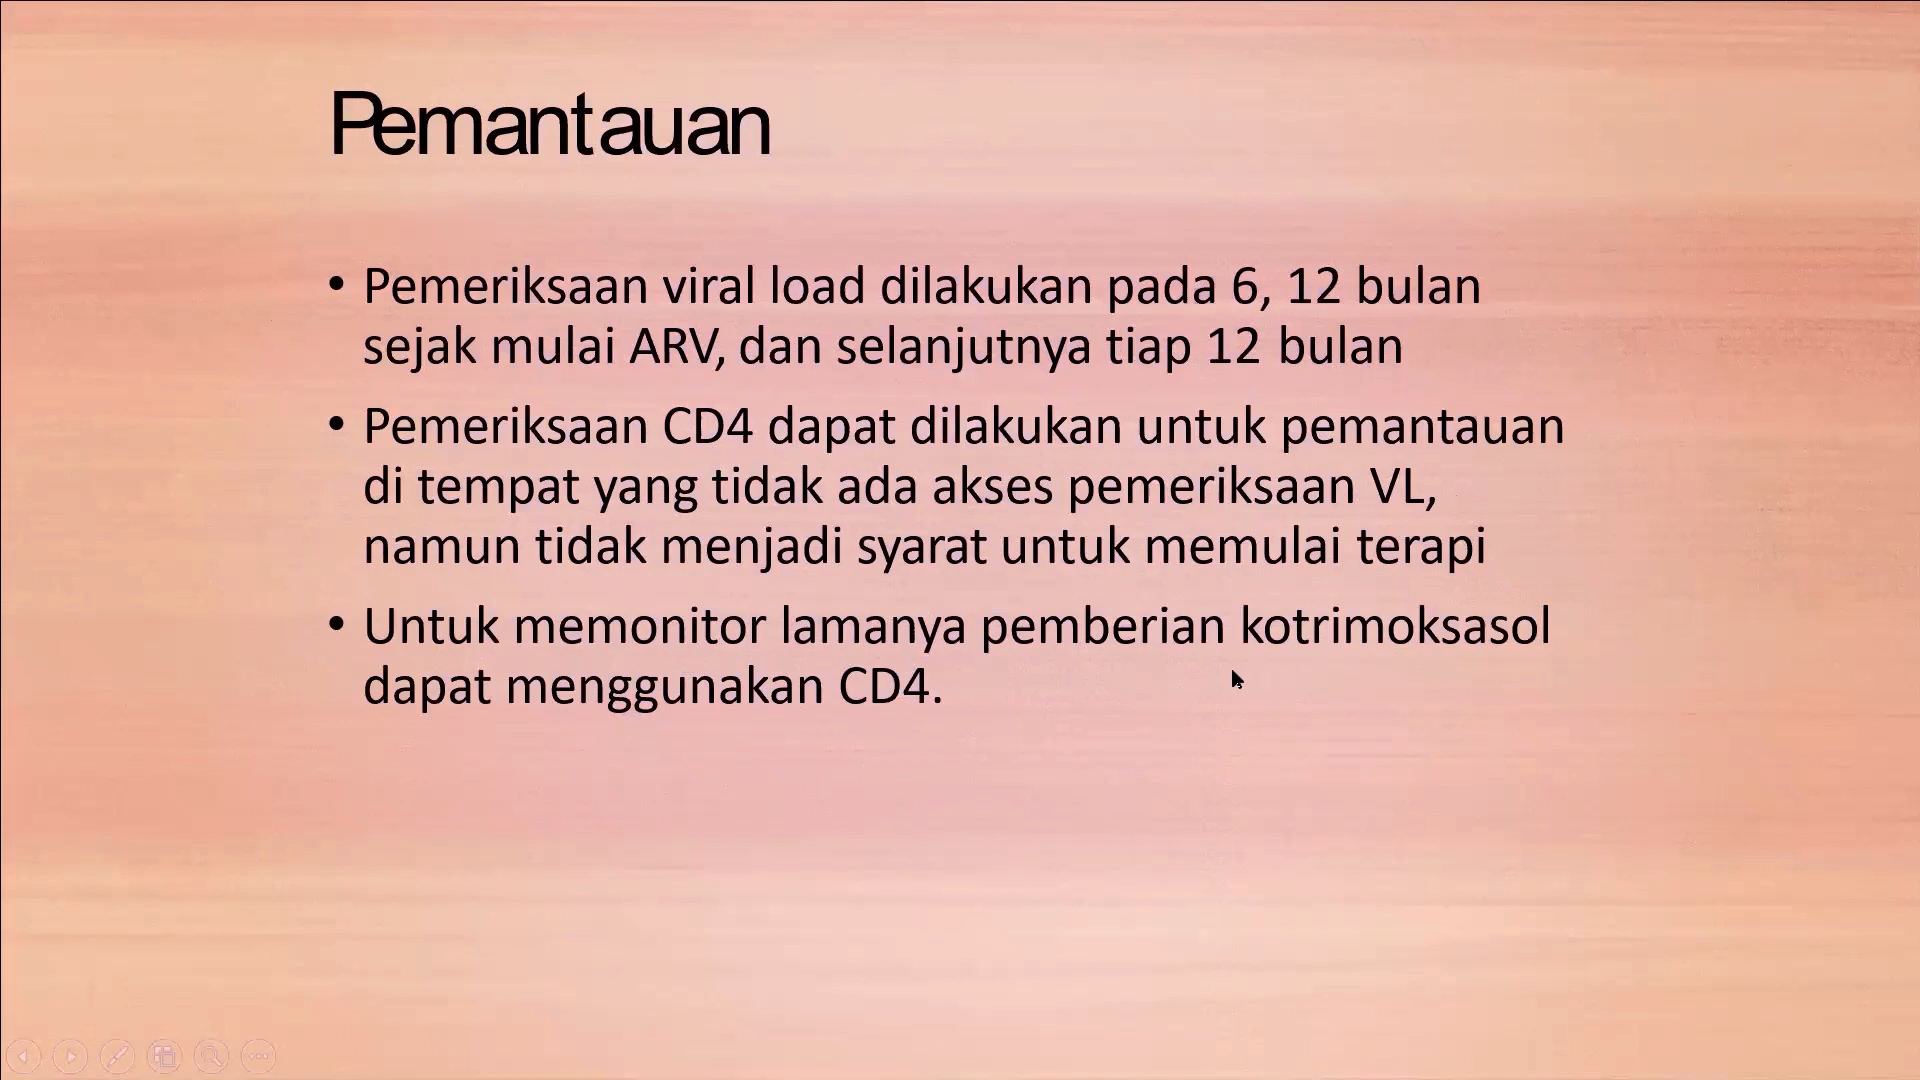 Pemantauan
• Pemeriksaan viral load dilakukan pada 6, 12 bulan
sejak mulai ARV, dan selanjutnya tiap 12 bulan
• Pemeriksaan CD4 dapat dilakukan untuk pemantauan
di tempat yang tidak ada akses pemeriksaan VL,
namun tidak menjadi syarat untuk memulai terapi
• Untuk memonitor lamanya pemberian kotrimoksasol
dapat menggunakan CD4.